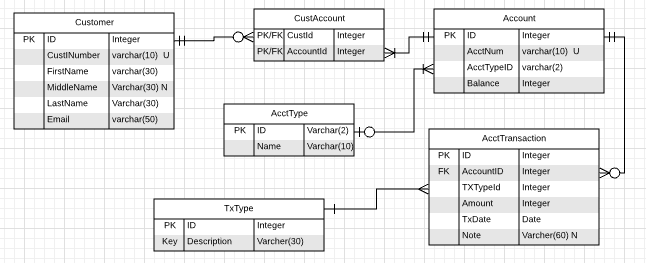 Customer
PK ID Integer
CustINumber varchar(10) U
FirstName varchar(30)
MiddleName Varchar(30) N
LastName Varchar(30)
Email varchar(50)
CustAccount
PK/FK CustId Integer
PK/FK AccountId Integer
Account
PK ID Integer
AcctNum varchar(10) U
AcctTypeID varchar(2)
Balance Integer
AcctType
PK ID Varchar(2)
Name Varchar(10)
AcctTransaction
PK ID Integer
FK AccountID Integer
TXTypeId Integer
Amount Integer
TxDate Date
Note Varcher(60) N
TxType
PK ID Integer
Key Description Varcher(30)